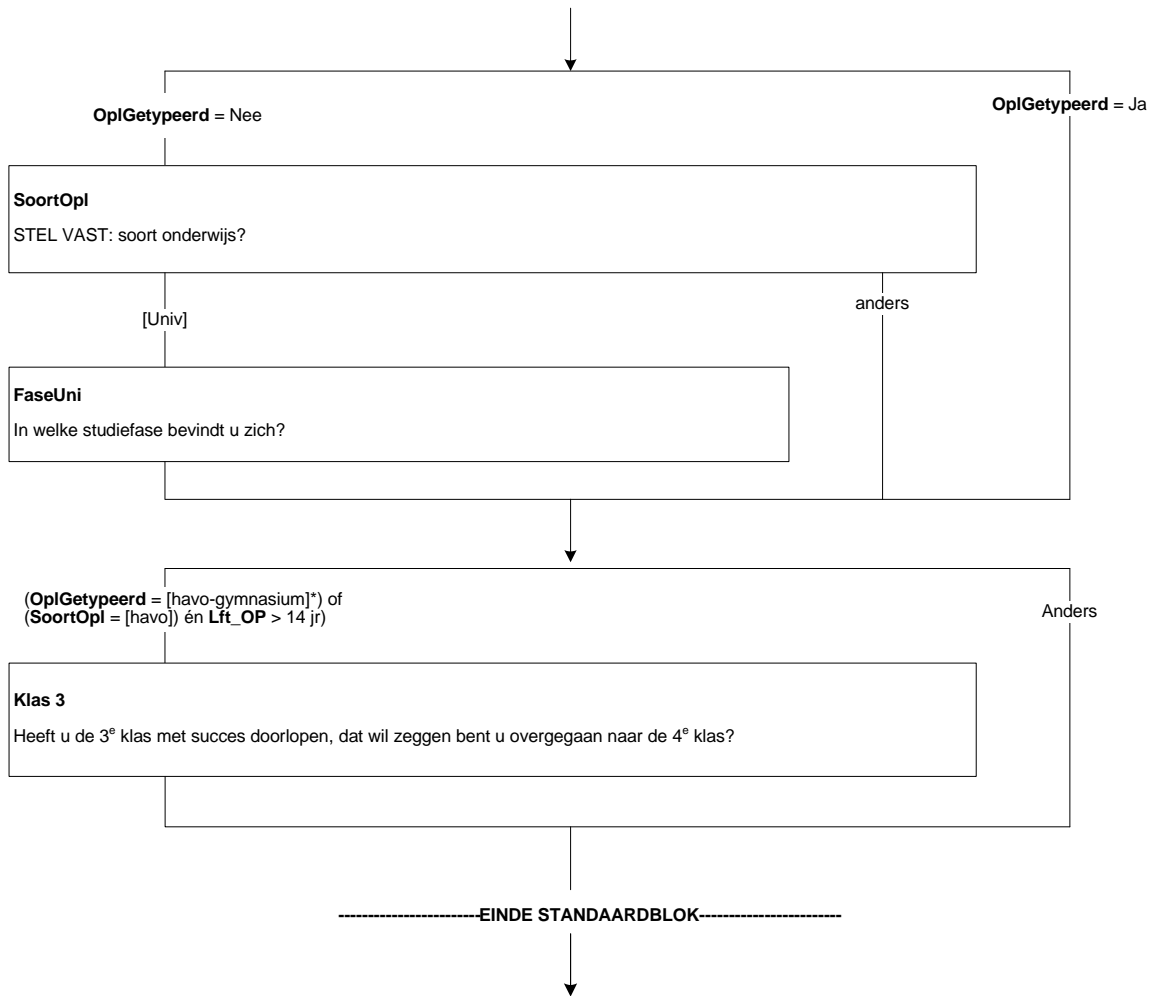 OplGetypeerd = Nee
OplGetypeerd = Ja
SoortOpl
STEL VAST: soort onderwijs?
[Univ]
anders
FaseUni
In welke studiefase bevindt u zich?
(OplGetypeerd = [havo-gymnasium]*) of
(SoortOpl = [havo]) én Lft_OP > 14 jr)
Anders
Klas 3
Heeft u de 3e klas met succes doorlopen, dat wil zeggen bent u overgegaan naar de 4e klas?
------------------------EINDE STANDAARDBLOK------------------------